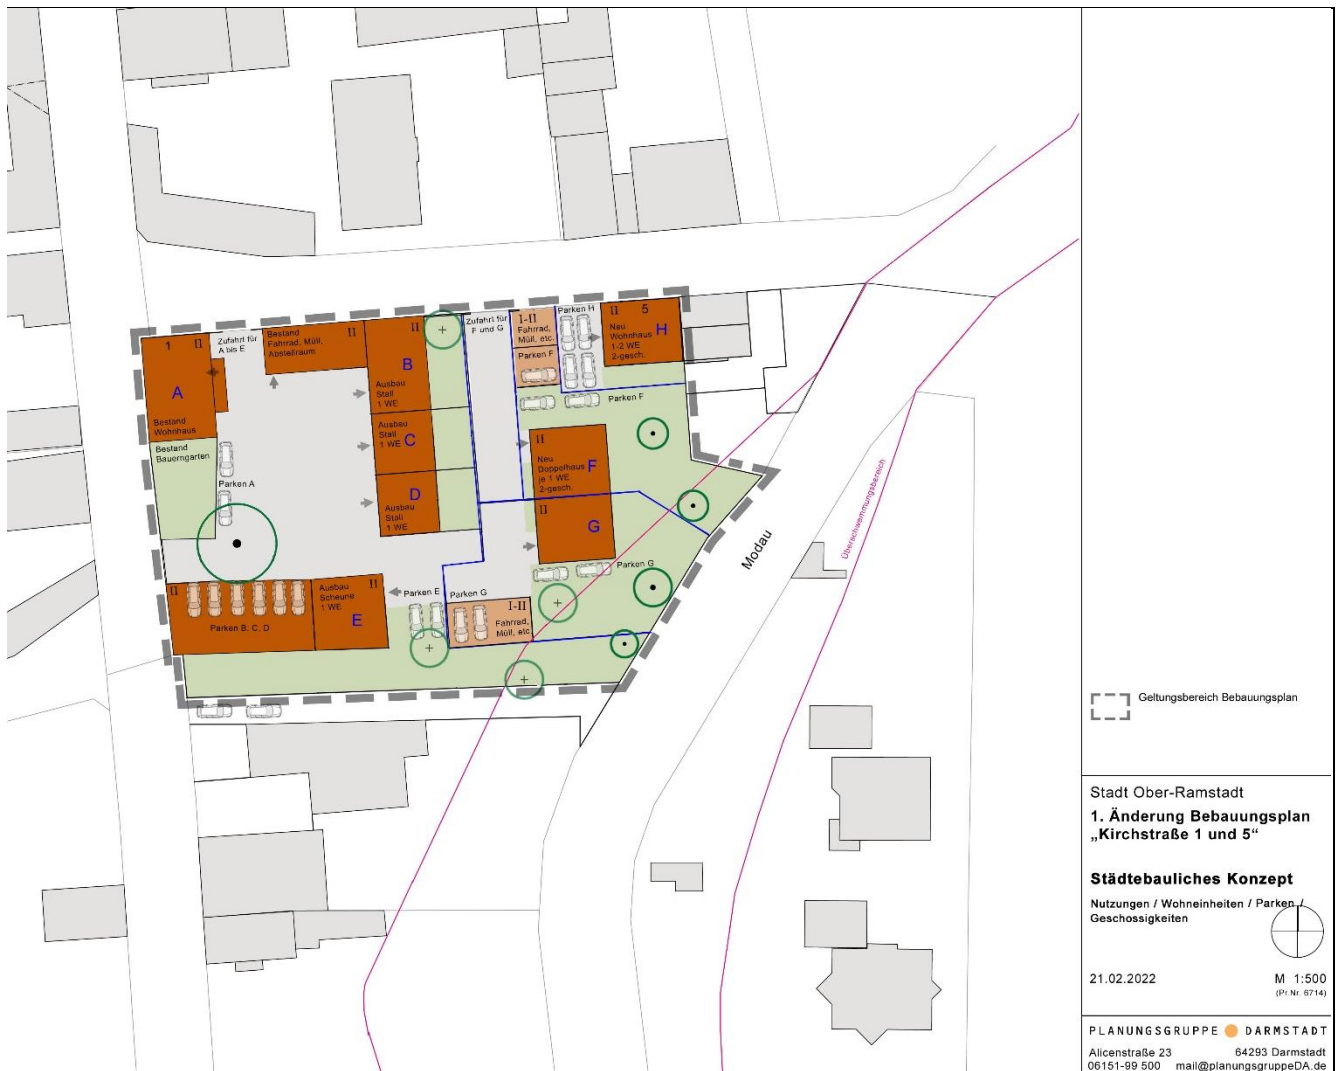 1 II
A
Bestand
Wohnhaus
Zufahrt für
A bis E
Bestand
Fahrrad, Müll,
Abstellraum
II
II
B
Ausbau
Stall
1 WE
Ausbau
Stall
1 WE
C
D
Ausbau
Stall
1 WE
Bestand
Bauerngarten
Parken A
II
Parken B, C, D
Ausbau
Scheune
1 WE
II
E
Parken E
Parken G
I-II
Fahrrad,
Müll, etc.
Zufahrt für
F und G
I-II
Fahrrad,
Müll, etc.
Parken F
Parken H
II 5
Neu
Wohnhaus
1-2 WE
2-gesch.
H
Parken F
II
Neu
Doppelhaus
je 1 WE
2-gesch.
F
II
G
Parken G
Modau
Überschwemmungsbereich
Geltungsbereich Bebauungsplan
Stadt Ober-Ramstadt
1. Änderung Bebauungsplan
„Kirchstraße 1 und 5“
Städtebauliches Konzept
Nutzungen / Wohneinheiten / Parken /
Geschossigkeiten
21.02.2022
M 1:500
(Pr.Nr. 6714)
PLANUNGSGRUPPE DARMSTADT
Alicenstraße 23 64293 Darmstadt
06151-99 500 mail@planungsgruppeDA.de